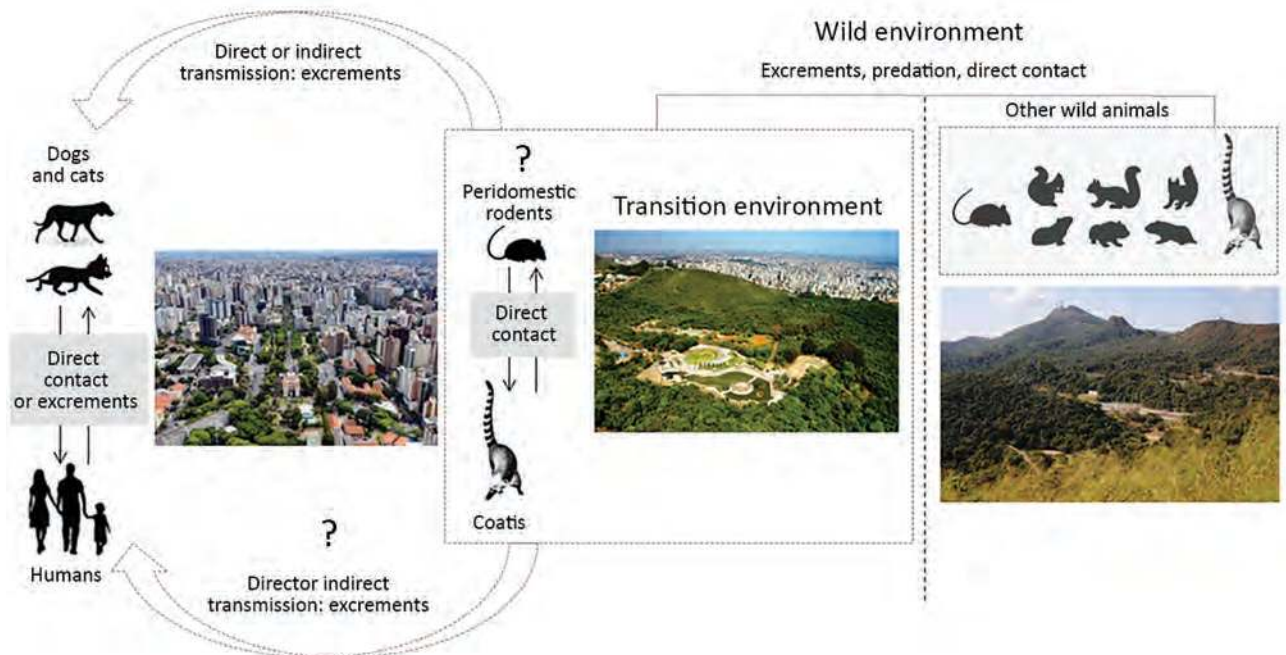 Direct or indirect
transmission: excrements
Wild environment
Excrements, predation, direct contact
Other wild animals
Dogs
and cats
?
Peridomestic
rodents
Transition environment
Direct
contact
Direct
contact
or excrements
Coatis
?
Humans
Director indirect
transmission: excrements